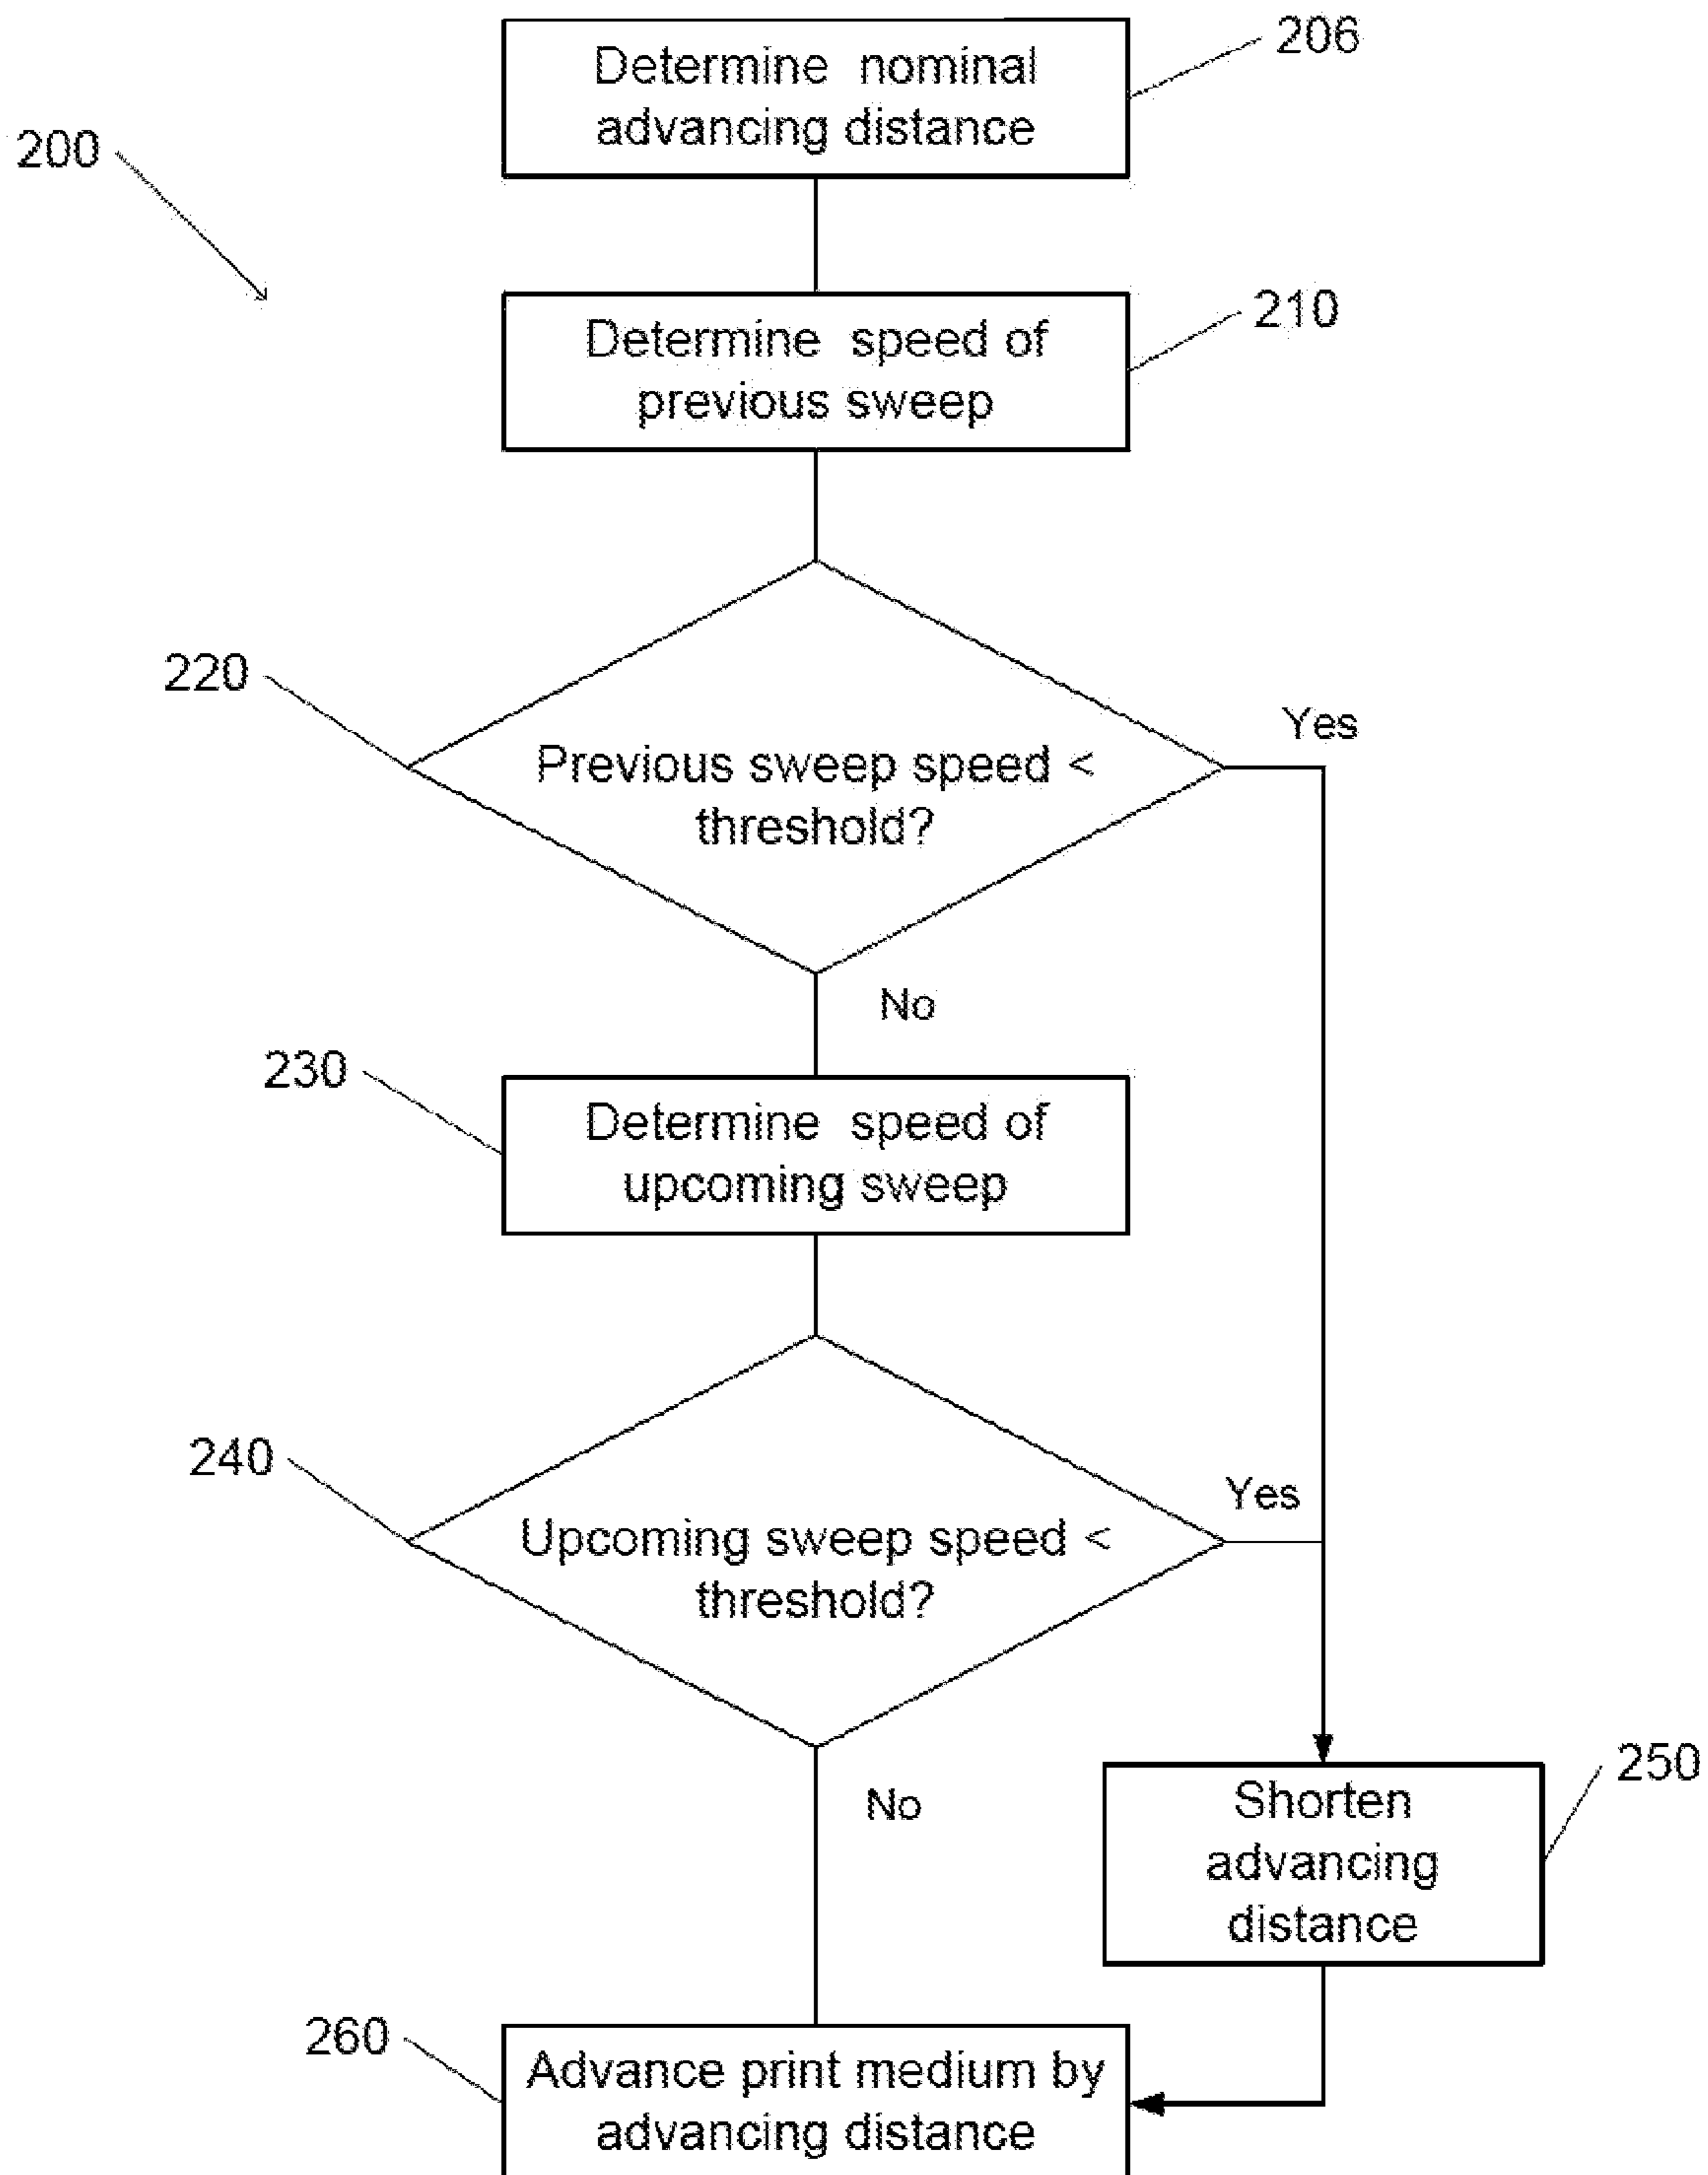 206
Determine nominal
advancing distance
200
210
Determine speed of
previous sweep
220
Yes
Previous sweep speed <
threshold?
No
230
Determine speed of
upcoming sweep
240
Yes
Upcoming sweep speed <
threshold?
No
250
Shorten
advancing
distance
260
Advance print medium by
advancing distance